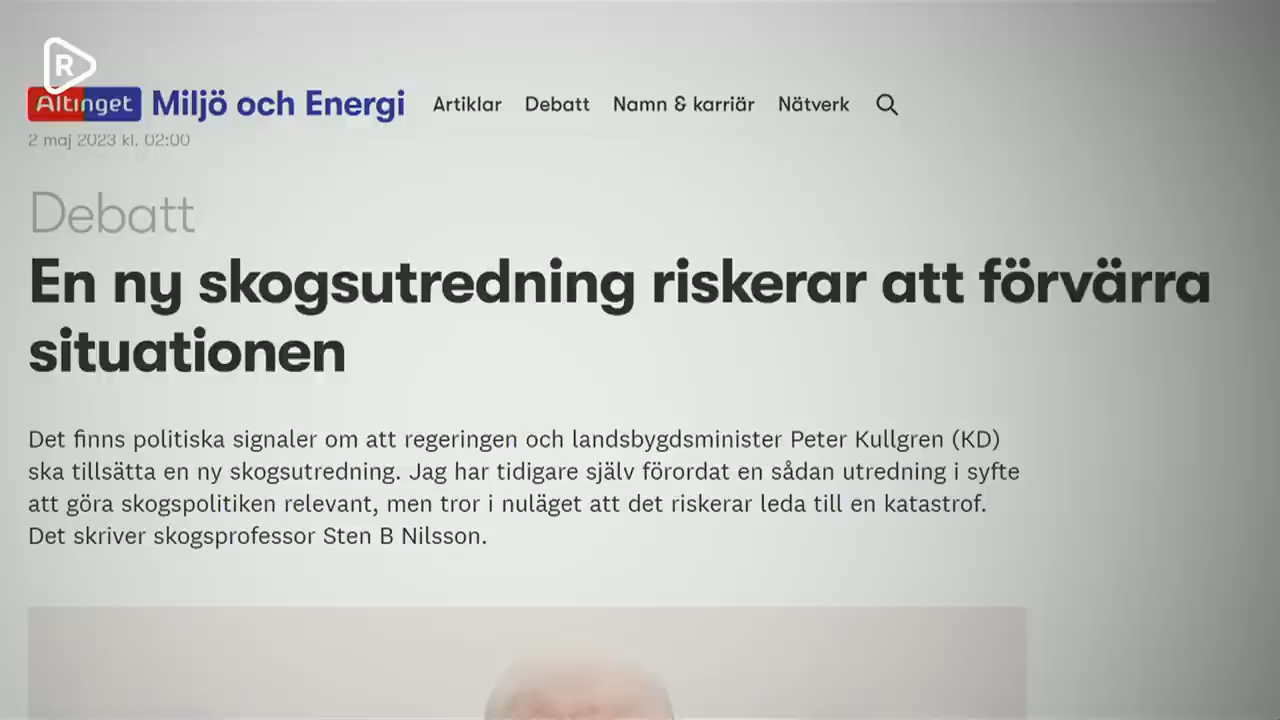 R
Altinget Miljö och Energi Artiklar Debatt Namn & karriär Nätverk
2 maj 2023 kl. 02:00
Debatt
En ny skogsutredning riskerar att förvärra
situationen
Det finns politiska signaler om att regeringen och landsbygdsminister Peter Kullgren (KD)
ska tillsätta en ny skogsutredning. Jag har tidigare själv förordat en sådan utredning i syfte
att göra skogspolitiken relevant, men tror i nuläget att det riskerar leda till en katastrof.
Det skriver skogsprofessor Sten B Nilsson.